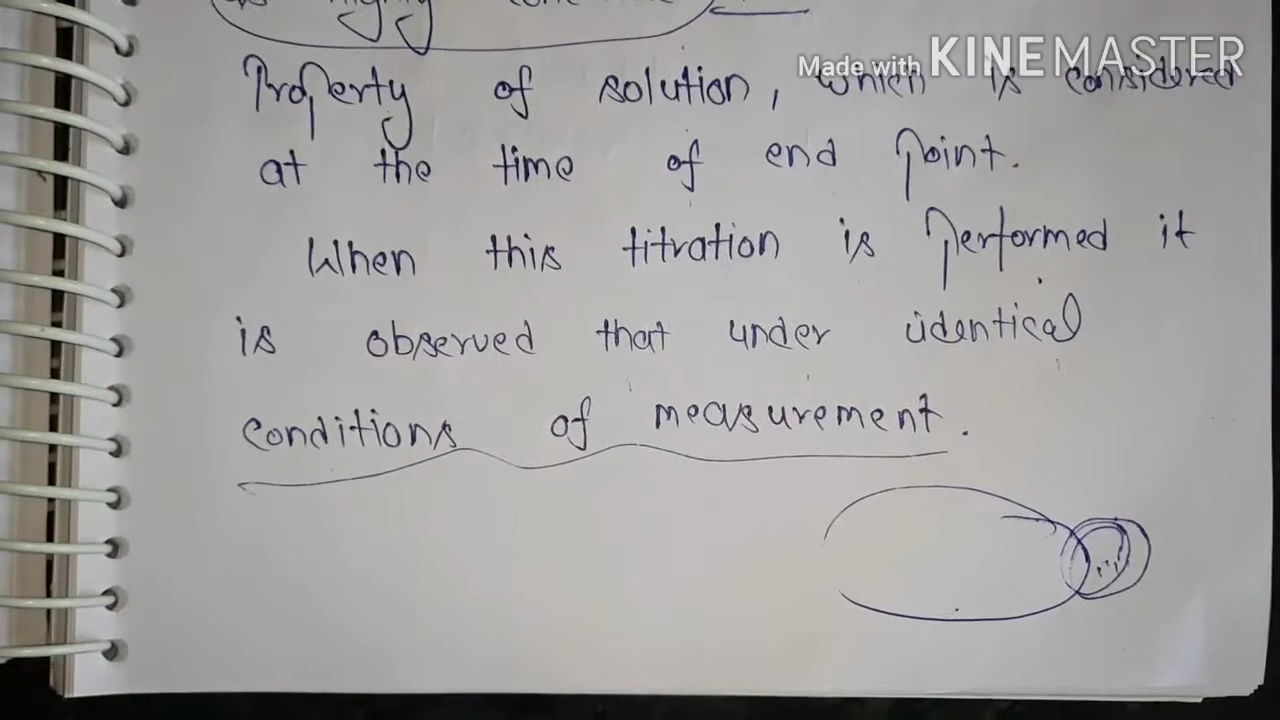 Made with KINEMASTER
Property of solution, which is considered
at the time of end point.
When this titration is performed it
is observed that under identical
conditions of measurement.